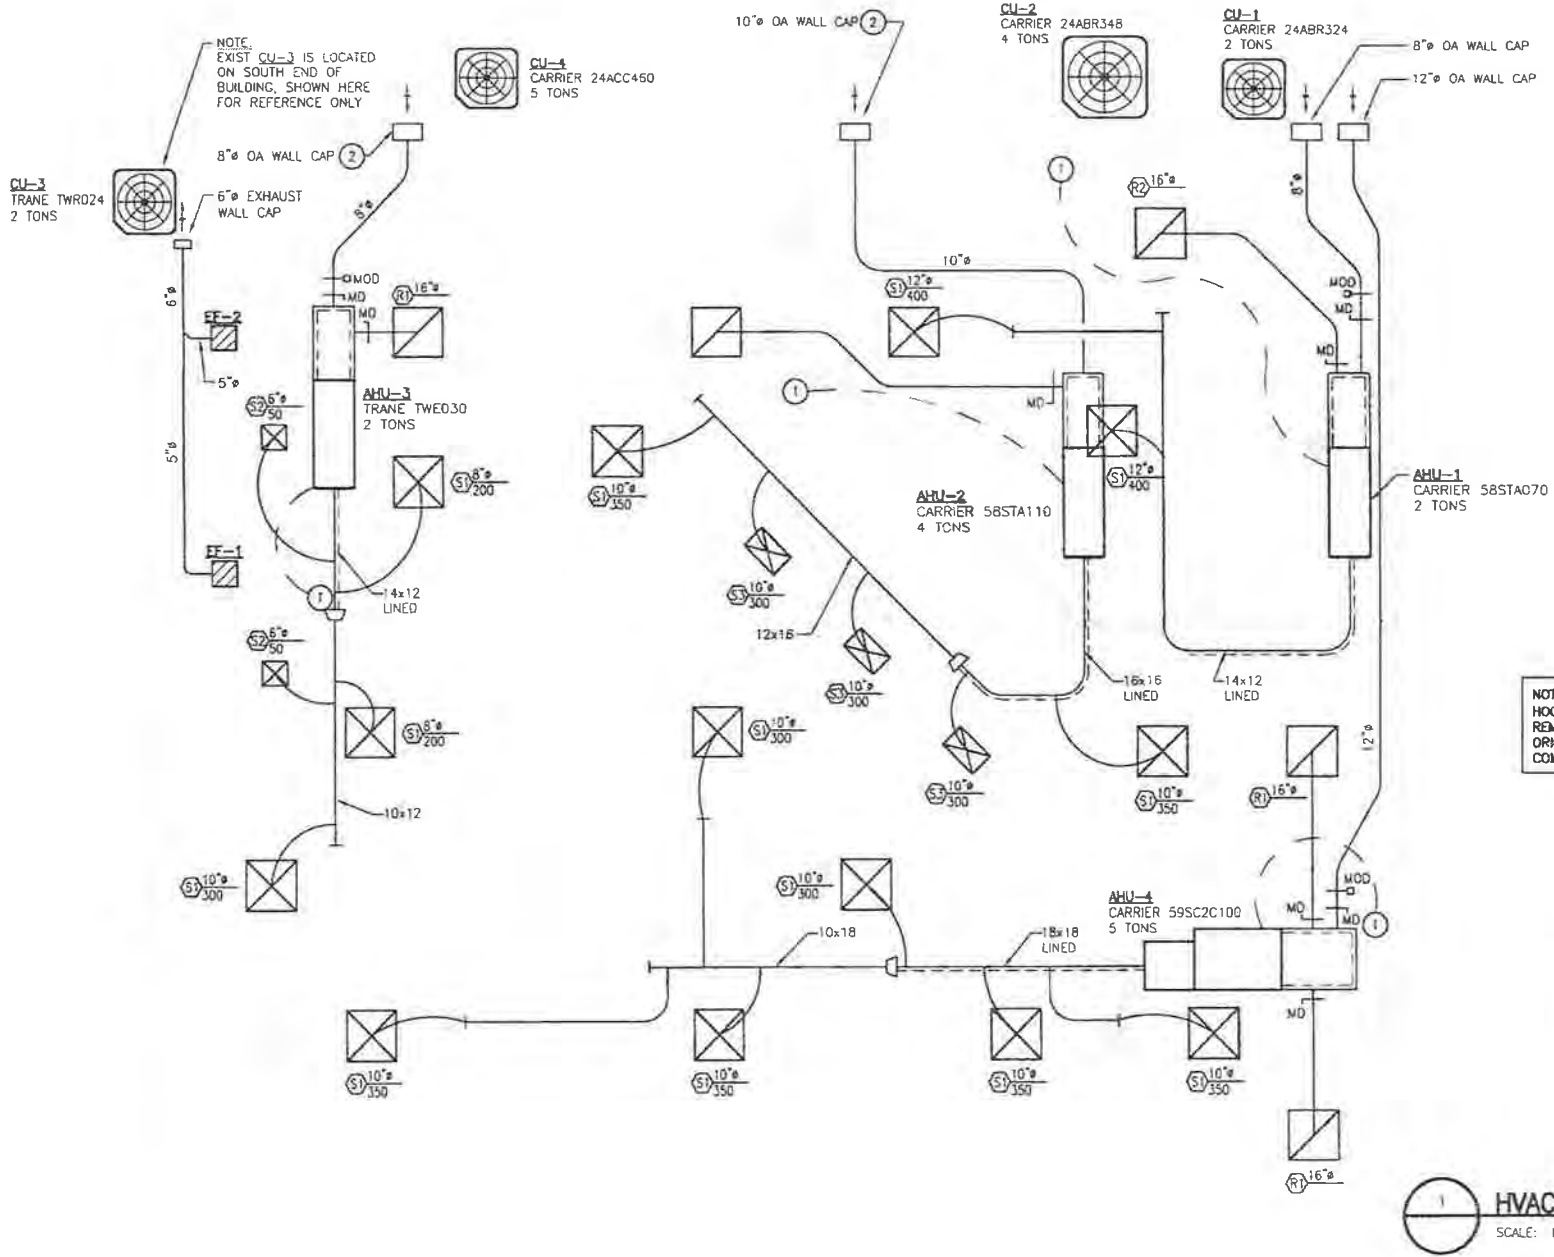 NOTE:
EXIST CU-3 IS LOCATED
ON SOUTH END OF
BUILDING, SHOWN HERE
FOR REFERENCE ONLY
CU-4
CARRIER 24ACC460
5 TONS
10"ø OA WALL CAP 2
CU-2
CARRIER 24ABR348
4 TONS
CU-1
CARRIER 24ABR324
2 TONS
8"ø OA WALL CAP
12"ø OA WALL CAP
8"ø OA WALL CAP 2
CU-3
TRANE TWR024
2 TONS
6"ø EXHAUST
WALL CAP
8"ø
1
R2 16"ø
8"ø
6"ø
MOD
MD
R1 16"ø
MD
10"ø
S1 12"ø
400
MOD
MD
MD
EF-2
5"ø
S2 6"ø
50
AHU-3
TRANE TWE030
2 TONS
1
MD
5"ø
S1 8"ø
200
S1 10"ø
350
AHU-2
CARRIER 58STA110
4 TONS
S1 12"ø
400
AHU-1
CARRIER 58STA070
2 TONS
EF-1
1
14x12
LINED
S3 10"ø
300
12x16
S2 6"ø
50
S3 10"ø
300
16x16
LINED
14x12
LINED
S1 8"ø
200
S1 10"ø
300
S3 10"ø
300
S1 10"ø
350
12"ø
R1 16"ø
10x12
S1 10"ø
300
S1 10"ø
300
AHU-4
CARRIER 59SC2C100
5 TONS
MOD
MD
MD
1
10x18
18x18
LINED
MD
S1 10"ø
350
S1 10"ø
350
S1 10"ø
350
S1 10"ø
350
R1 16"ø
1
HVAC
SCALE: